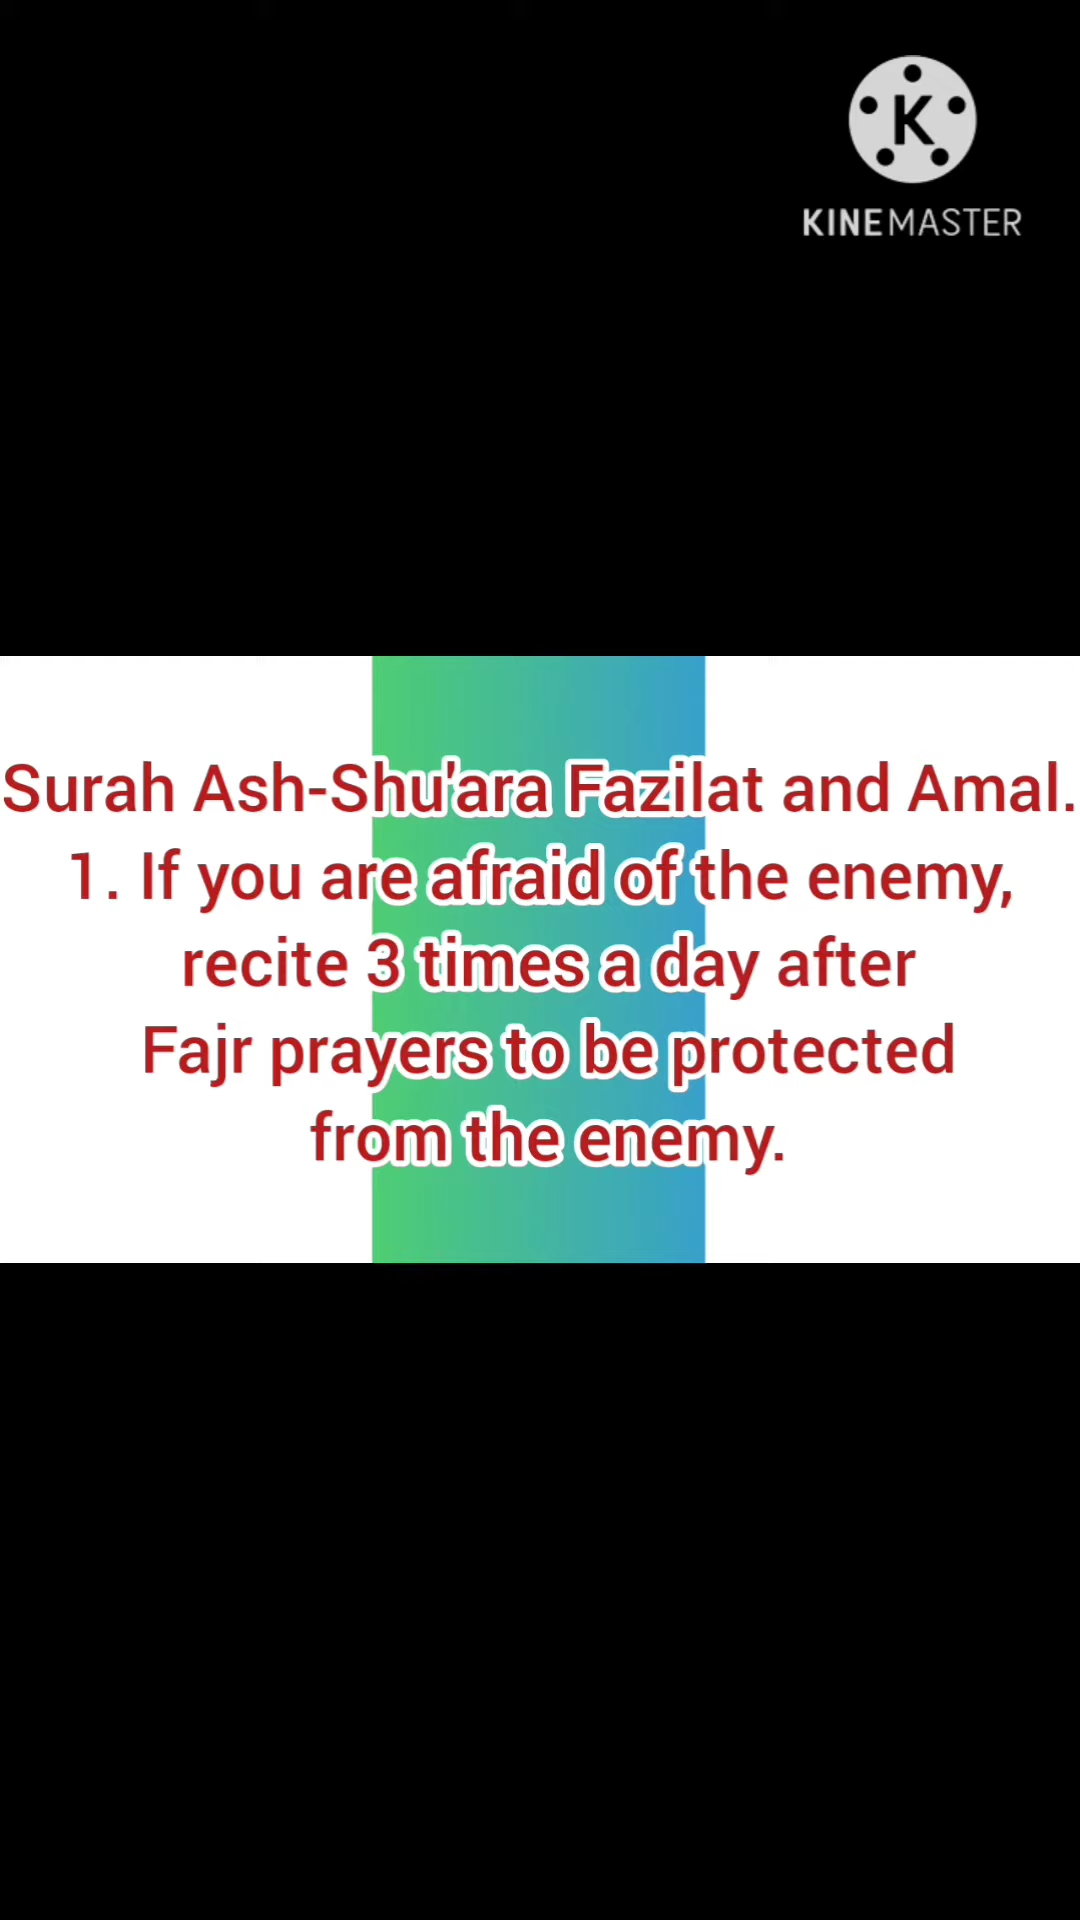 K
KINEMASTER
Surah Ash-Shu'ara Fazilat and Amal.
1. If you are afraid of the enemy,
recite 3 times a day after
Fajr prayers to be protected
from the enemy.